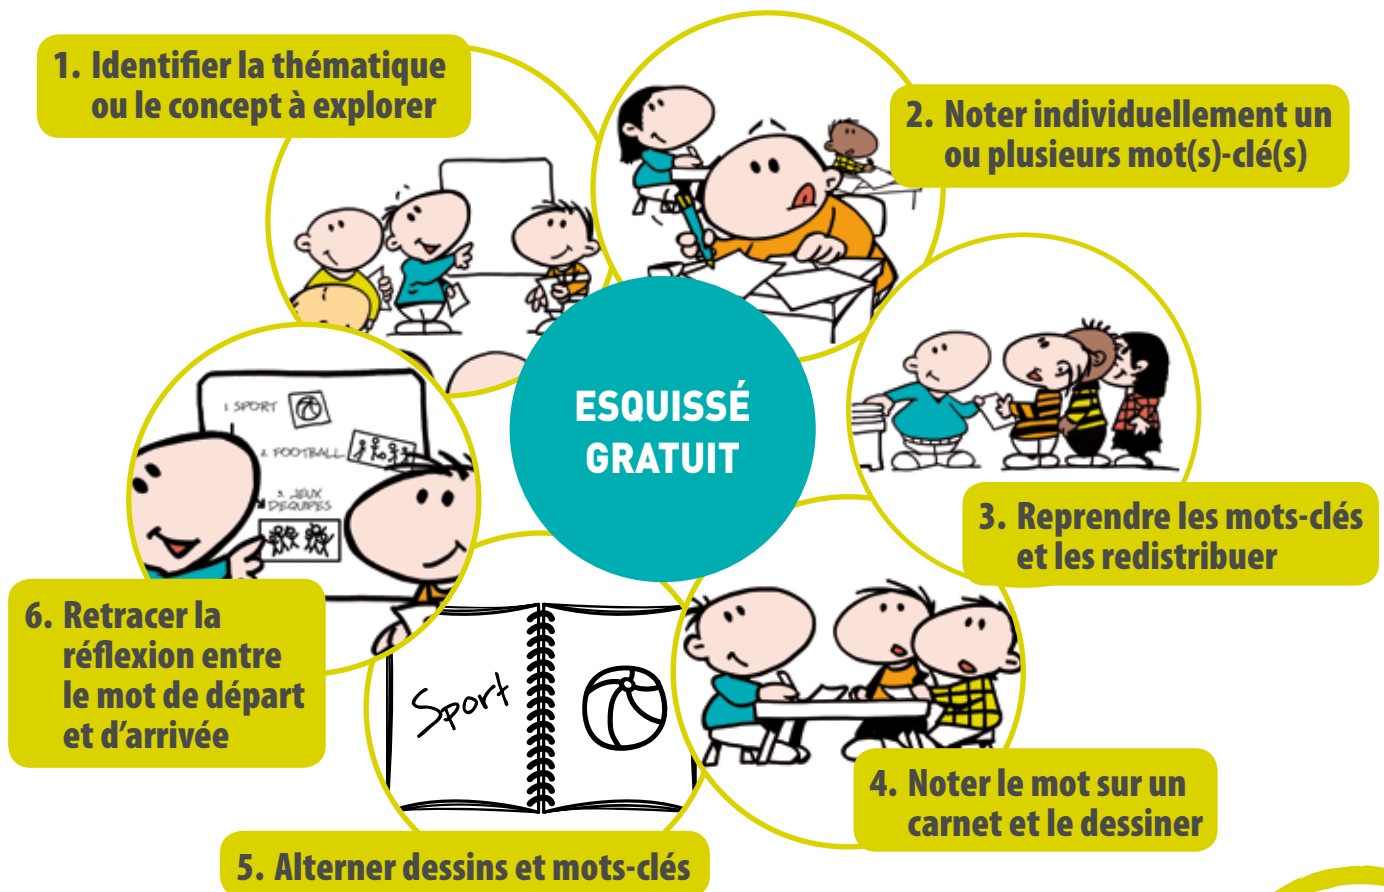 1. Identifier la thématique
ou le concept à explorer
2. Noter individuellement un
ou plusieurs mot(s)-clé(s)
ESQUISSÉ
GRATUIT
3. Reprendre les mots-clés
et les redistribuer
4. Noter le mot sur un
carnet et le dessiner
5. Alterner dessins et mots-clés
Sport
6. Retracer la
réflexion entre
le mot de départ
et d'arrivée
1. SPORT
2. FOOTBALL
3. JEUX
D'EQUIPES